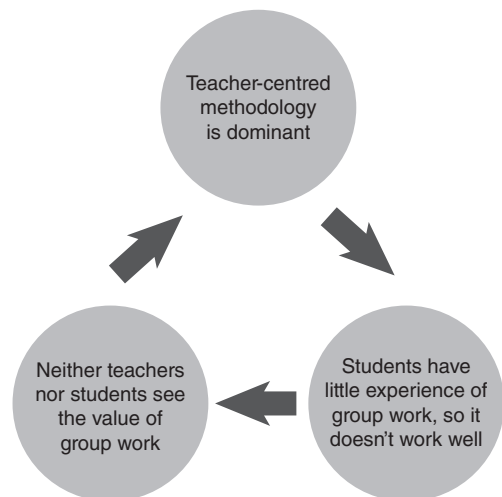 Teacher-centred
methodology
is dominant
Students have
little experience of
group work, so it
doesn't work well
Neither teachers
nor students see
the value of
group work